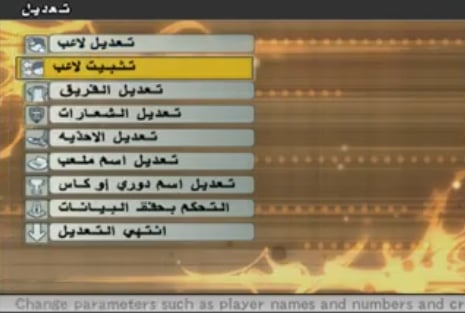 تعديل
تعديل لاعب
تثبيت لاعب
تعديل الفريق
تعديل الشعارات
تعديل الاحذيه
تعديل اسم ملعب
تعديل اسم دوري او كاس
التحكم بحفظ البيانات
انتهي التعديل
Change parameters such as player names and numbers and cr